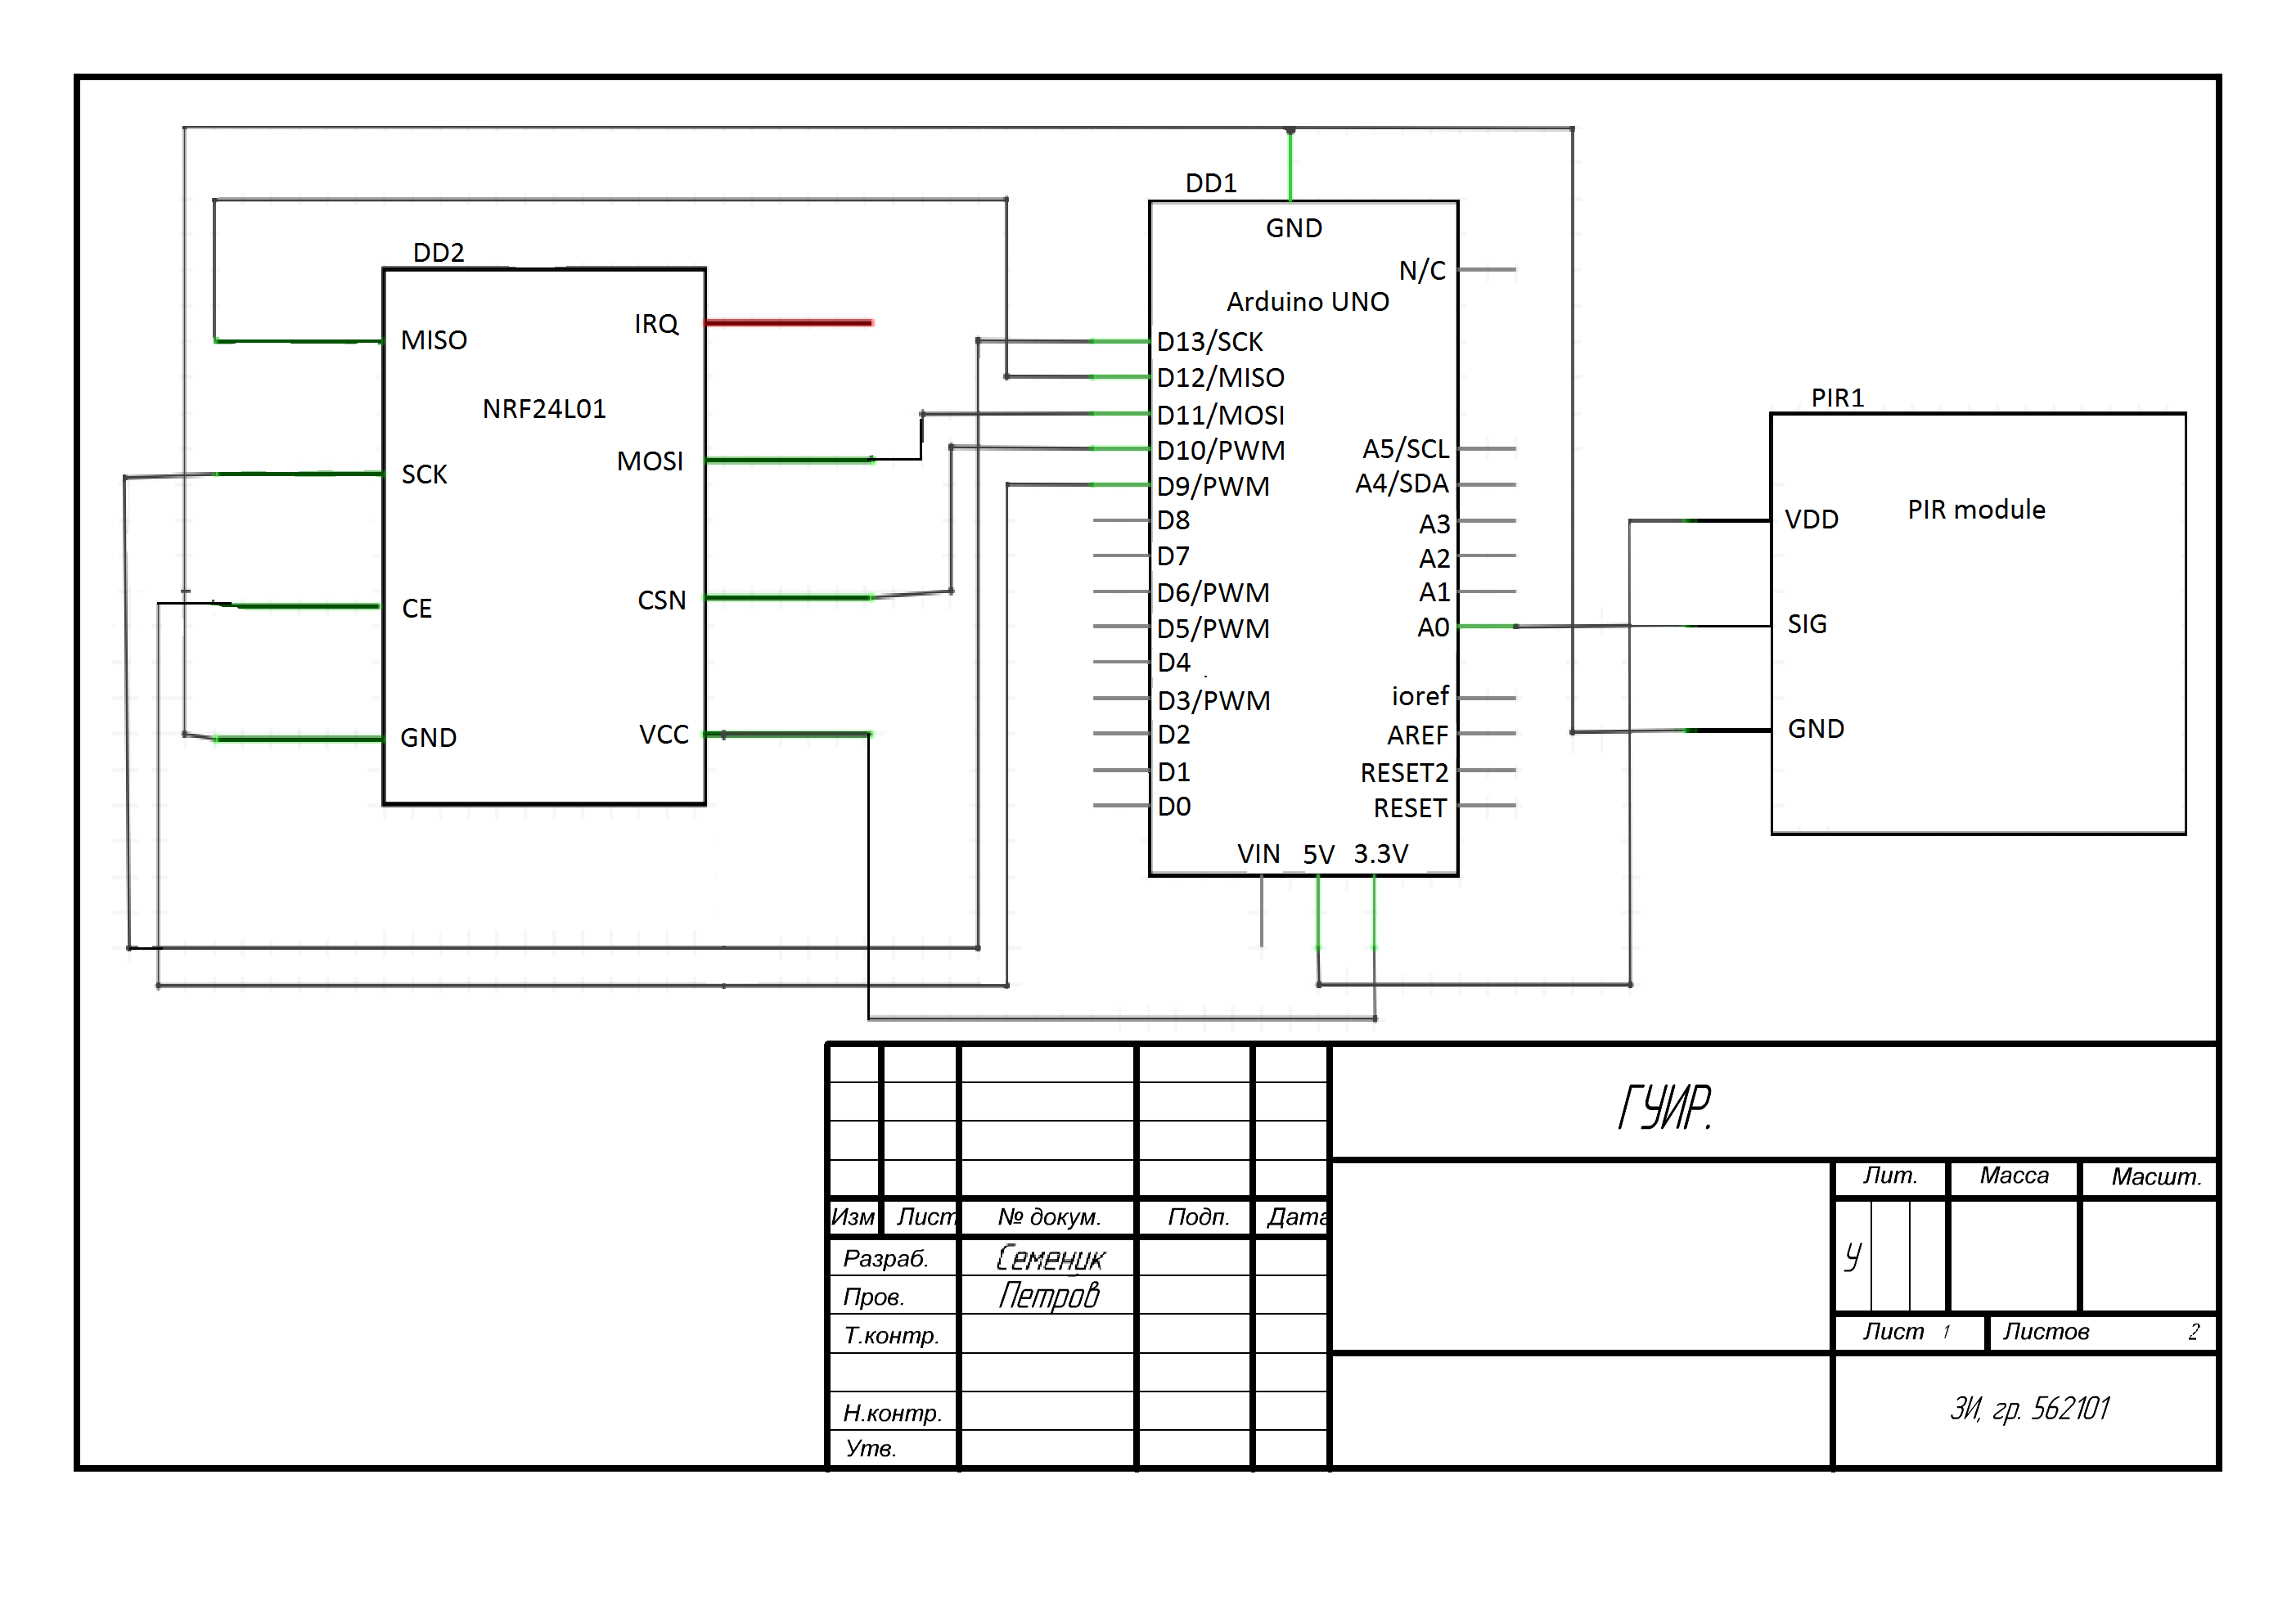 DD2
MISO
IRQ
NRF24L01
MOSI
SCK
CE
CSN
GND
VCC
DD1
GND
N/C
Arduino UNO
D13/SCK
D12/MISO
D11/MOSI
D10/PWM
A5/SCL
D9/PWM
A4/SDA
D8
A3
D7
A2
D6/PWM
A1
D5/PWM
A0
D4
D3/PWM
ioref
D2
AREF
D1
RESET2
D0
RESET
VIN 5V 3.3V
PIR1
PIR module
VDD
SIG
GND
ГУИР.
Изм Лист № докум. Подп. Дата
Разраб. Семеник
Пров. Петров
Т.контр.
Н.контр.
Утв.
Лит. Масса Масшт.
У
Лист 1 Листов 2
ЗИ, гр. 562101